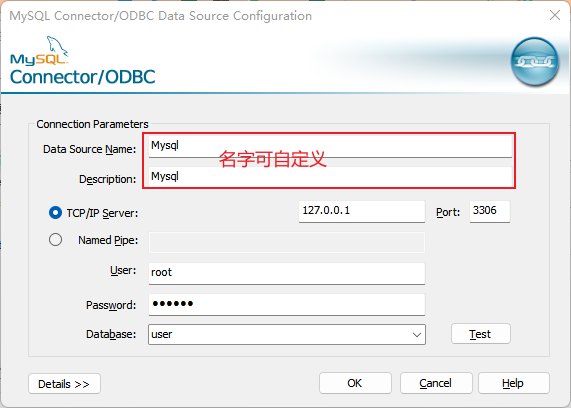 MySQL Connector/ODBC Data Source Configuration
MySQL
Connector/ODBC
Connection Parameters
Data Source Name: Mysql
名字可自定义
Description: Mysql
TCP/IP Server: 127.0.0.1 Port: 3306
Named Pipe:
User: root
Password: ••••••
Database: user Test
Details >> OK Cancel Help